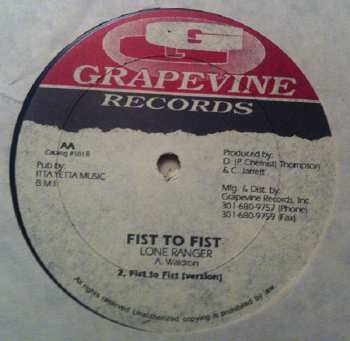 G
GRAPEVINE
RECORDS
AA
Catalog #5018
Pub by:
ITTA YETTA MUSIC
B.M.I.
Produced by:
D. (P. Chemist) Thompson
& C. Jarrett
Mfg. & Dist. by:
Grapevine Records, Inc.
301-680-9757 (Phone)
301-680-9759 (Fax)
FIST TO FIST
LONE RANGER
A. Waldron
2. Fist to Fist (version)
All rights reserved. Unauthorized copying is prohibited by law.